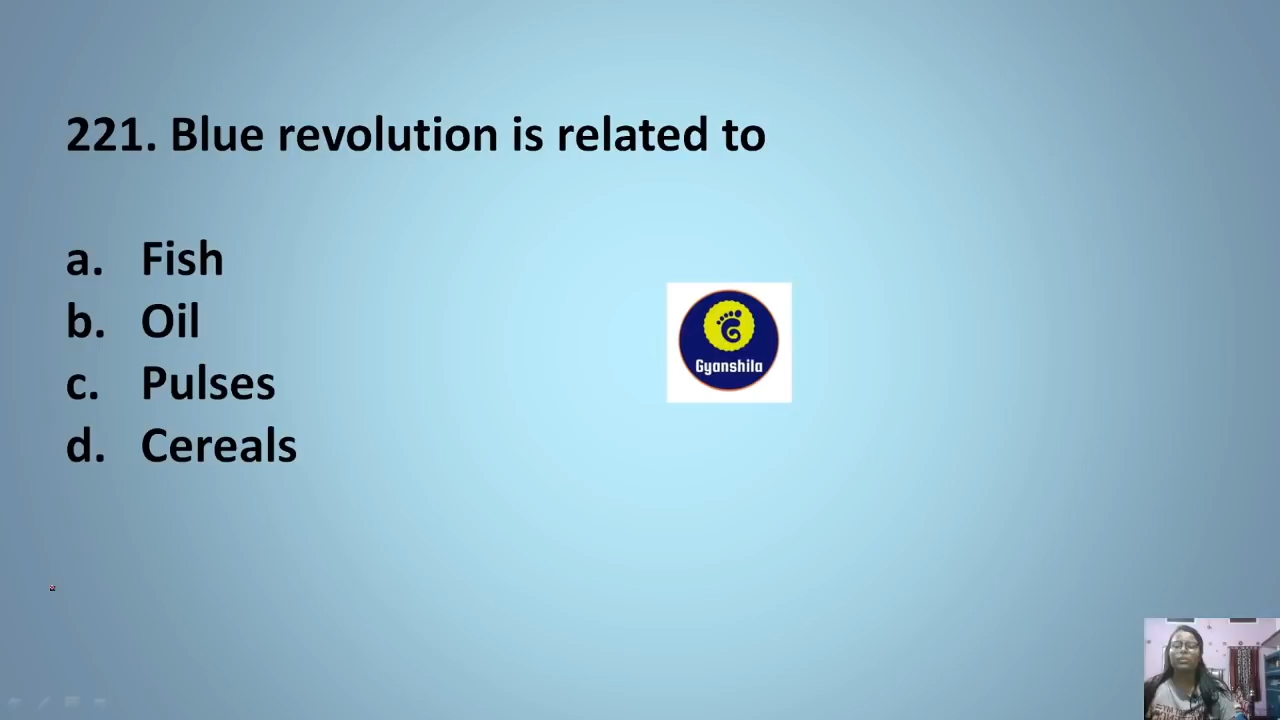 221. Blue revolution is related to
a. Fish
b. Oil
c. Pulses
d. Cereals
Gyanshila